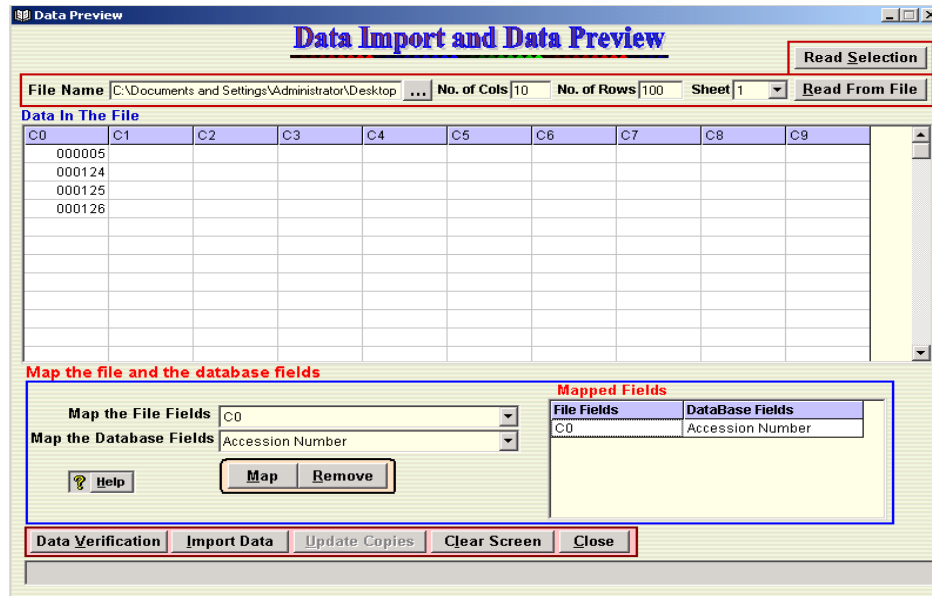 Data Preview
Data Import and Data Preview
Read Selection
File Name C:\Documents and Settings\Administrator\Desktop ... No. of Cols 10 No. of Rows 100 Sheet 1 Read From File
Data In The File
C0 C1 C2 C3 C4 C5 C6 C7 C8 C9
000005
000124
000125
000126
Map the file and the database fields
Mapped Fields
Map the File Fields C0
File Fields DataBase Fields
C0 Accession Number
Map the Database Fields Accession Number
? Help
Map Remove
Data Verification Import Data Update Copies Clear Screen Close